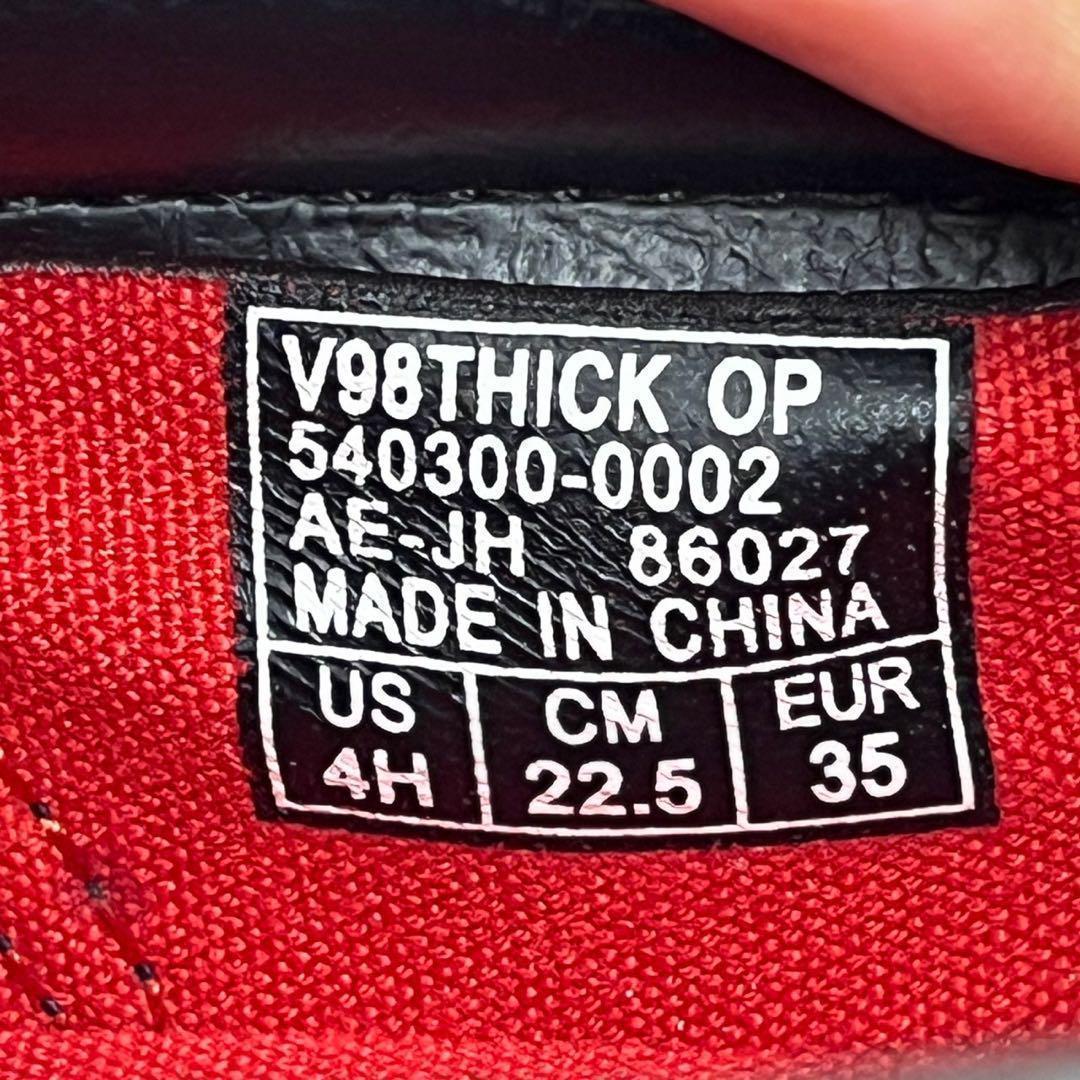 V98THICK OP
540300-0002
AE-JH 86027
MADE IN CHINA
US CM EUR
4H 22.5 35